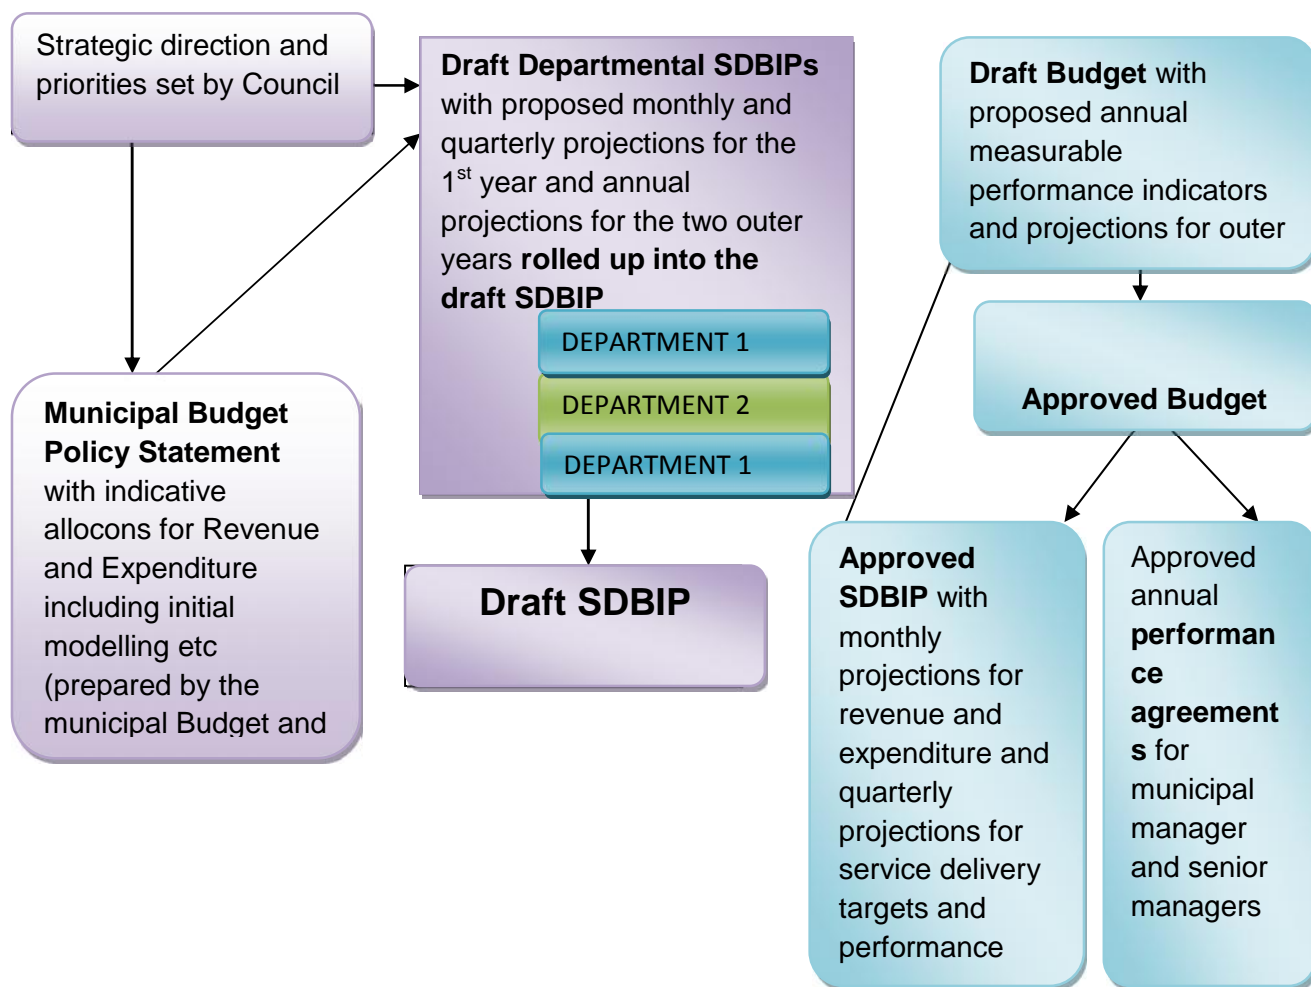 Strategic direction and
priorities set by Council
Municipal Budget
Policy Statement
with indicative
allocons for Revenue
and Expenditure
including initial
modelling etc
(prepared by the
municipal Budget and
Draft Departmental SDBIPs
with proposed monthly and
quarterly projections for the
1st year and annual
projections for the two outer
years rolled up into the
draft SDBIP
DEPARTMENT 1
DEPARTMENT 2
DEPARTMENT 1
Draft SDBIP
Draft Budget with
proposed annual
measurable
performance indicators
and projections for outer
Approved Budget
Approved
SDBIP with
monthly
projections for
revenue and
expenditure and
quarterly
projections for
service delivery
targets and
performance
Approved
annual
performan
ce
agreement
s for
municipal
manager
and senior
managers